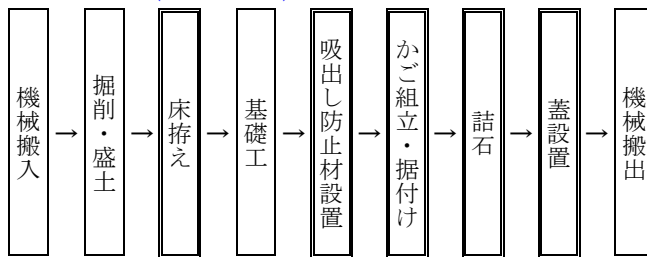 機械搬入
→
掘削・盛土
→
床拵え
→
基礎工
→
吸出し防止材設置
→
かご組立・据付け
→
詰石
→
蓋設置
→
機械搬出